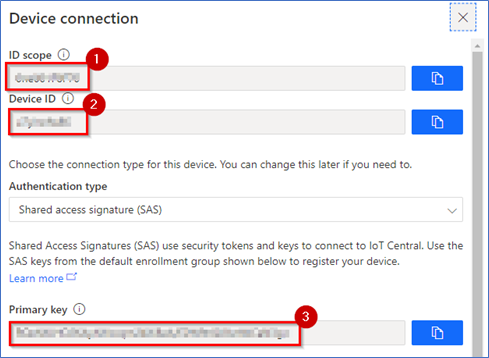 Device connection
ID scope
1
Device ID
2
Choose the connection type for this device. You can change this later if you need to.
Authentication type
Shared access signature (SAS)
Shared Access Signatures (SAS) use security tokens and keys to connect to IoT Central. Use the
SAS keys from the default enrollment group shown below to register your device.
Learn more
Primary key
3